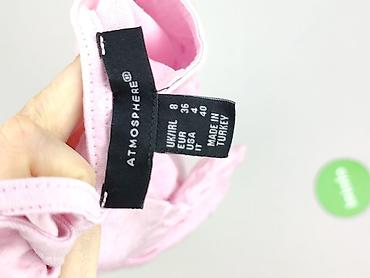 ATMOSPHERE®
UK/IRL 8
EUR 36
USA 4
IT 40
MADE IN
TURKEY